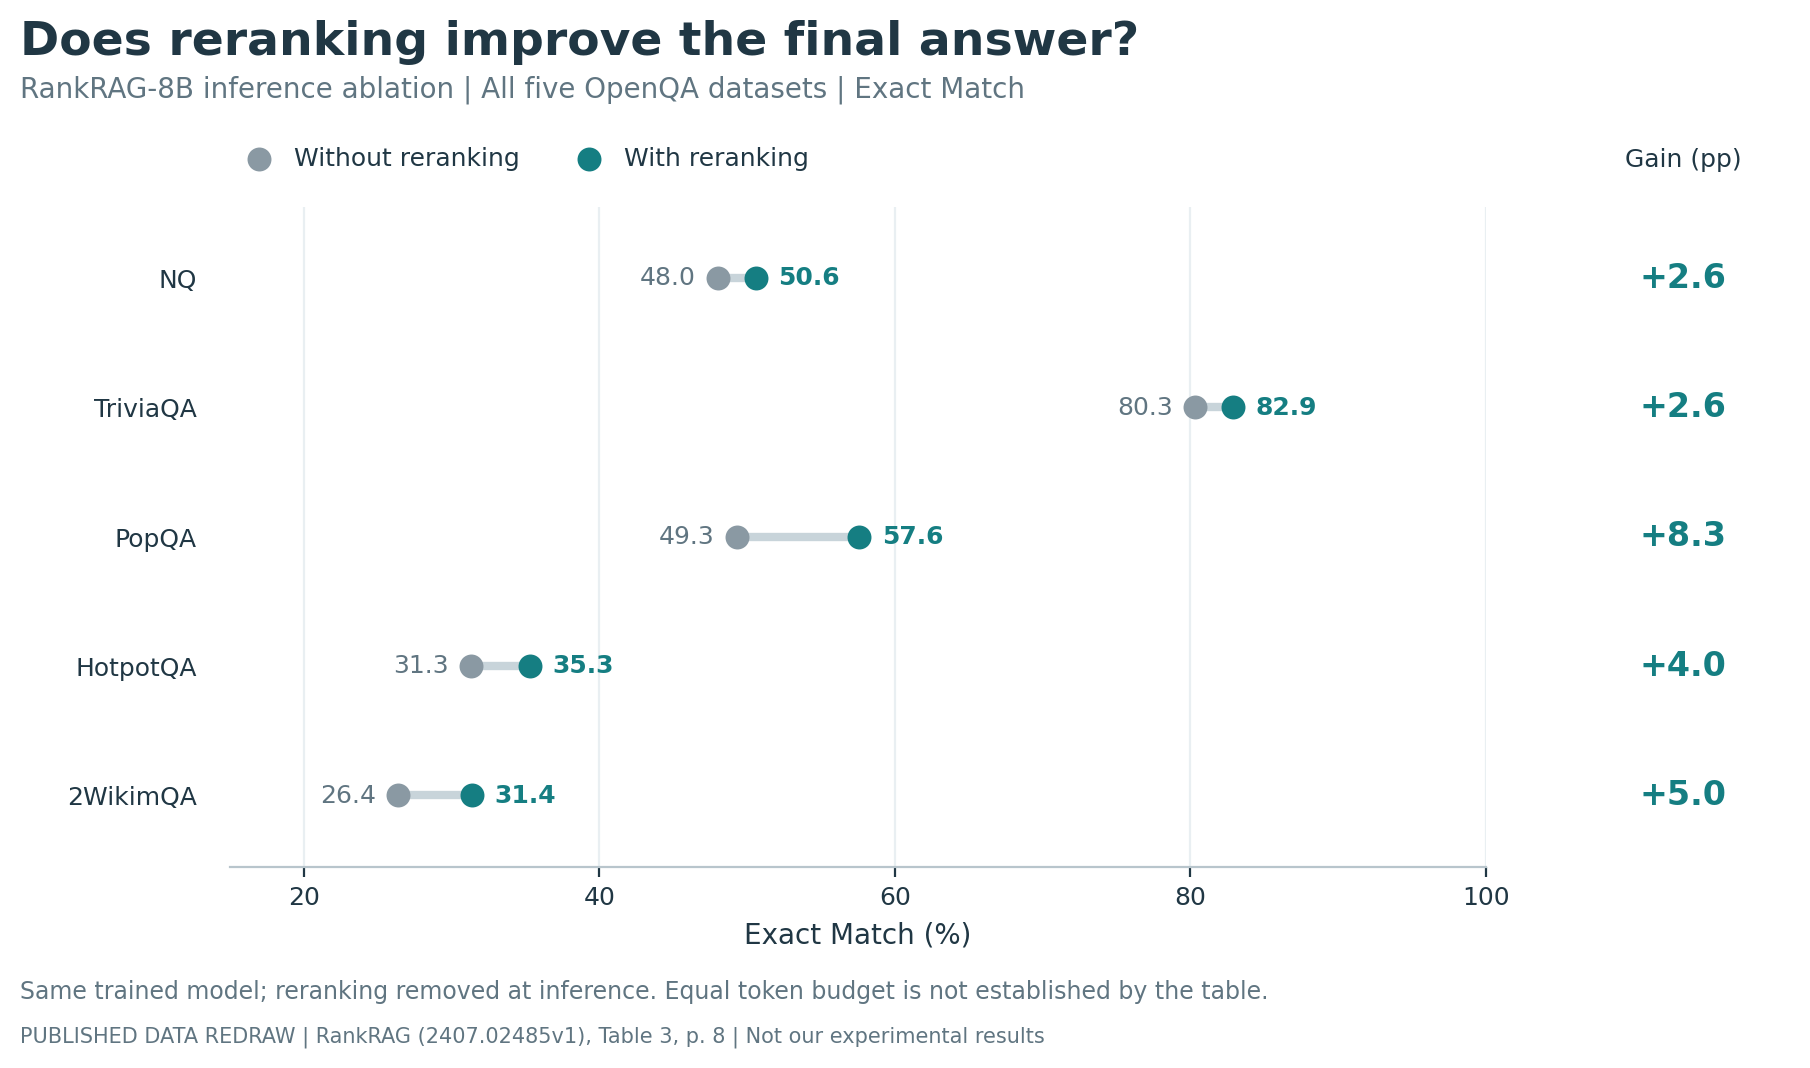 Does reranking improve the final answer?
RankRAG-8B inference ablation | All five OpenQA datasets | Exact Match
Without reranking With reranking Gain (pp)
NQ 48.0 50.6 +2.6
TriviaQA 80.3 82.9 +2.6
PopQA 49.3 57.6 +8.3
HotpotQA 31.3 35.3 +4.0
2WikimQA 26.4 31.4 +5.0
20 40 60 80 100
Exact Match (%)
Same trained model; reranking removed at inference. Equal token budget is not established by the table.
PUBLISHED DATA REDRAW | RankRAG (2407.02485v1), Table 3, p. 8 | Not our experimental results